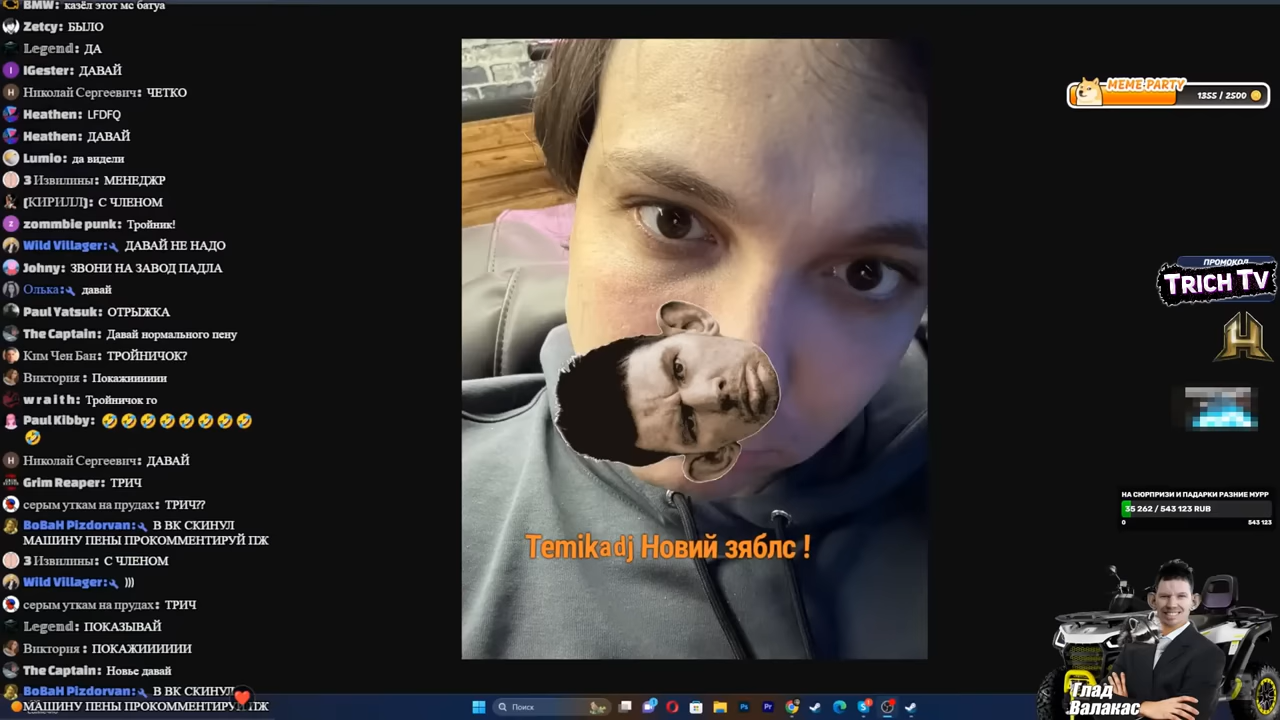 BMW: казёл этот мс батуа
Zetcy: БЫЛО
Legend: ДА
IGester: ДАВАЙ
Николай Сергеевич: ЧЕТКО
Heathen: LFDFQ
Heathen: ДАВАЙ
Lumio: да видели
3 Извилины: МЕНЕДЖР
(КИРИЛЛ): С ЧЛЕНОМ
zommbie punk: Тройник!
Wild Villager: ДАВАЙ НЕ НАДО
Johny: ЗВОНИ НА ЗАВОД ПАДЛА
Олька: давай
Paul Yatsuk: ОТРЫЖКА
The Captain: Давай нормального пену
Ким Чен Бан: ТРОЙНИЧОК?
Виктория: Покажииииии
wraith: Тройничок го
Paul Kibby: 🤣🤣🤣🤣🤣🤣🤣🤣
🤣
Николай Сергеевич: ДАВАЙ
Grim Reaper: ТРИЧ
серым уткам на прудах: ТРИЧ??
BoBaH Pizdorvan: В ВК СКИНУЛ
МАШИНУ ПЕНЫ ПРОКОММЕНТИРУЙ ПЖ
3 Извилины: С ЧЛЕНОМ
Wild Villager: )))
серым уткам на прудах: ТРИЧ
Legend: ПОКАЗЫВАЙ
Виктория: ПОКАЖИИИИИИ
The Captain: Новье давай
BoBaH Pizdorvan: В ВК СКИНУЛ
МАШИНУ ПЕНЫ ПРОКОММЕНТИРУЙ ПЖ
Temikadj Новий зяблс !
MEME PARTY
1355 / 2500
ПРОМОКОД
TRICH TV
НА СЮРПРИЗИ И ПАДАРКИ РАЗНИЕ МУРР
35 262 / 543 123 RUB
0 543 123
Глад
Валакас
Поиск
Ps
Pr